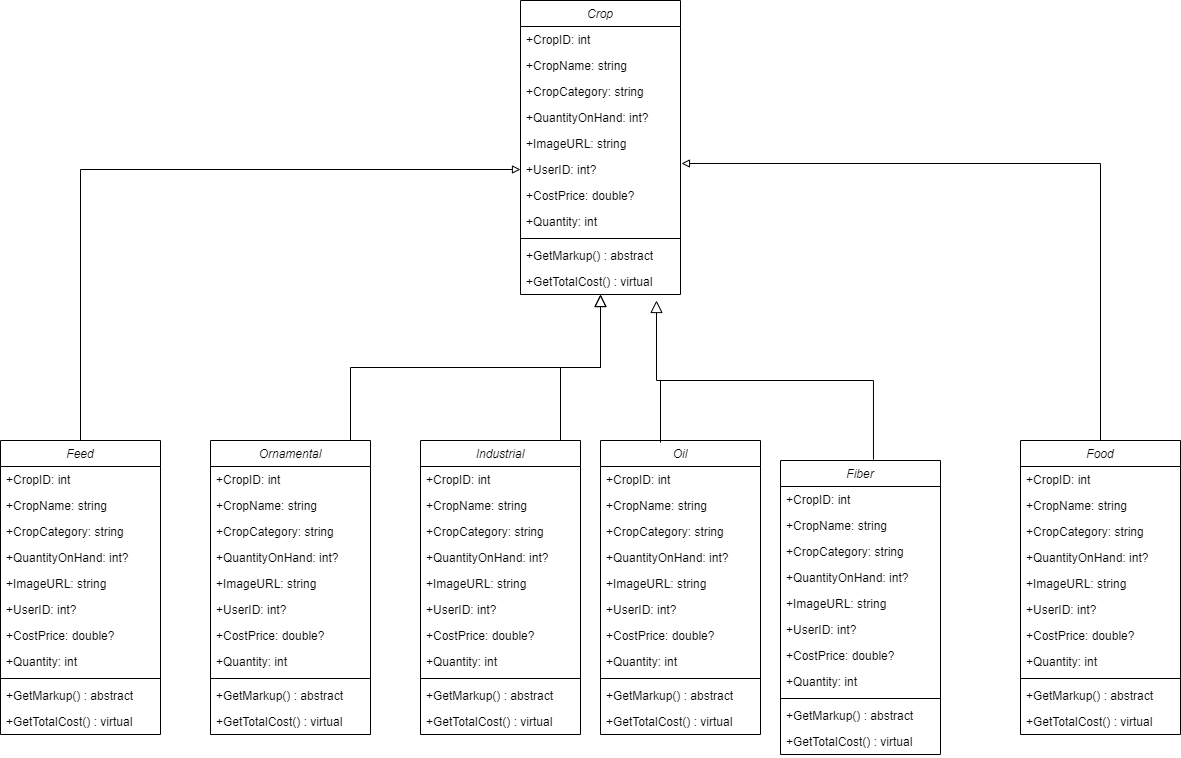 Crop
+CropID: int
+CropName: string
+CropCategory: string
+QuantityOnHand: int?
+ImageURL: string
+UserID: int?
+CostPrice: double?
+Quantity: int
+GetMarkup() : abstract
+GetTotalCost() : virtual
Feed
+CropID: int
+CropName: string
+CropCategory: string
+QuantityOnHand: int?
+ImageURL: string
+UserID: int?
+CostPrice: double?
+Quantity: int
+GetMarkup() : abstract
+GetTotalCost() : virtual
Ornamental
+CropID: int
+CropName: string
+CropCategory: string
+QuantityOnHand: int?
+ImageURL: string
+UserID: int?
+CostPrice: double?
+Quantity: int
+GetMarkup() : abstract
+GetTotalCost() : virtual
Industrial
+CropID: int
+CropName: string
+CropCategory: string
+QuantityOnHand: int?
+ImageURL: string
+UserID: int?
+CostPrice: double?
+Quantity: int
+GetMarkup() : abstract
+GetTotalCost() : virtual
Oil
+CropID: int
+CropName: string
+CropCategory: string
+QuantityOnHand: int?
+ImageURL: string
+UserID: int?
+CostPrice: double?
+Quantity: int
+GetMarkup() : abstract
+GetTotalCost() : virtual
Fiber
+CropID: int
+CropName: string
+CropCategory: string
+QuantityOnHand: int?
+ImageURL: string
+UserID: int?
+CostPrice: double?
+Quantity: int
+GetMarkup() : abstract
+GetTotalCost() : virtual
Food
+CropID: int
+CropName: string
+CropCategory: string
+QuantityOnHand: int?
+ImageURL: string
+UserID: int?
+CostPrice: double?
+Quantity: int
+GetMarkup() : abstract
+GetTotalCost() : virtual